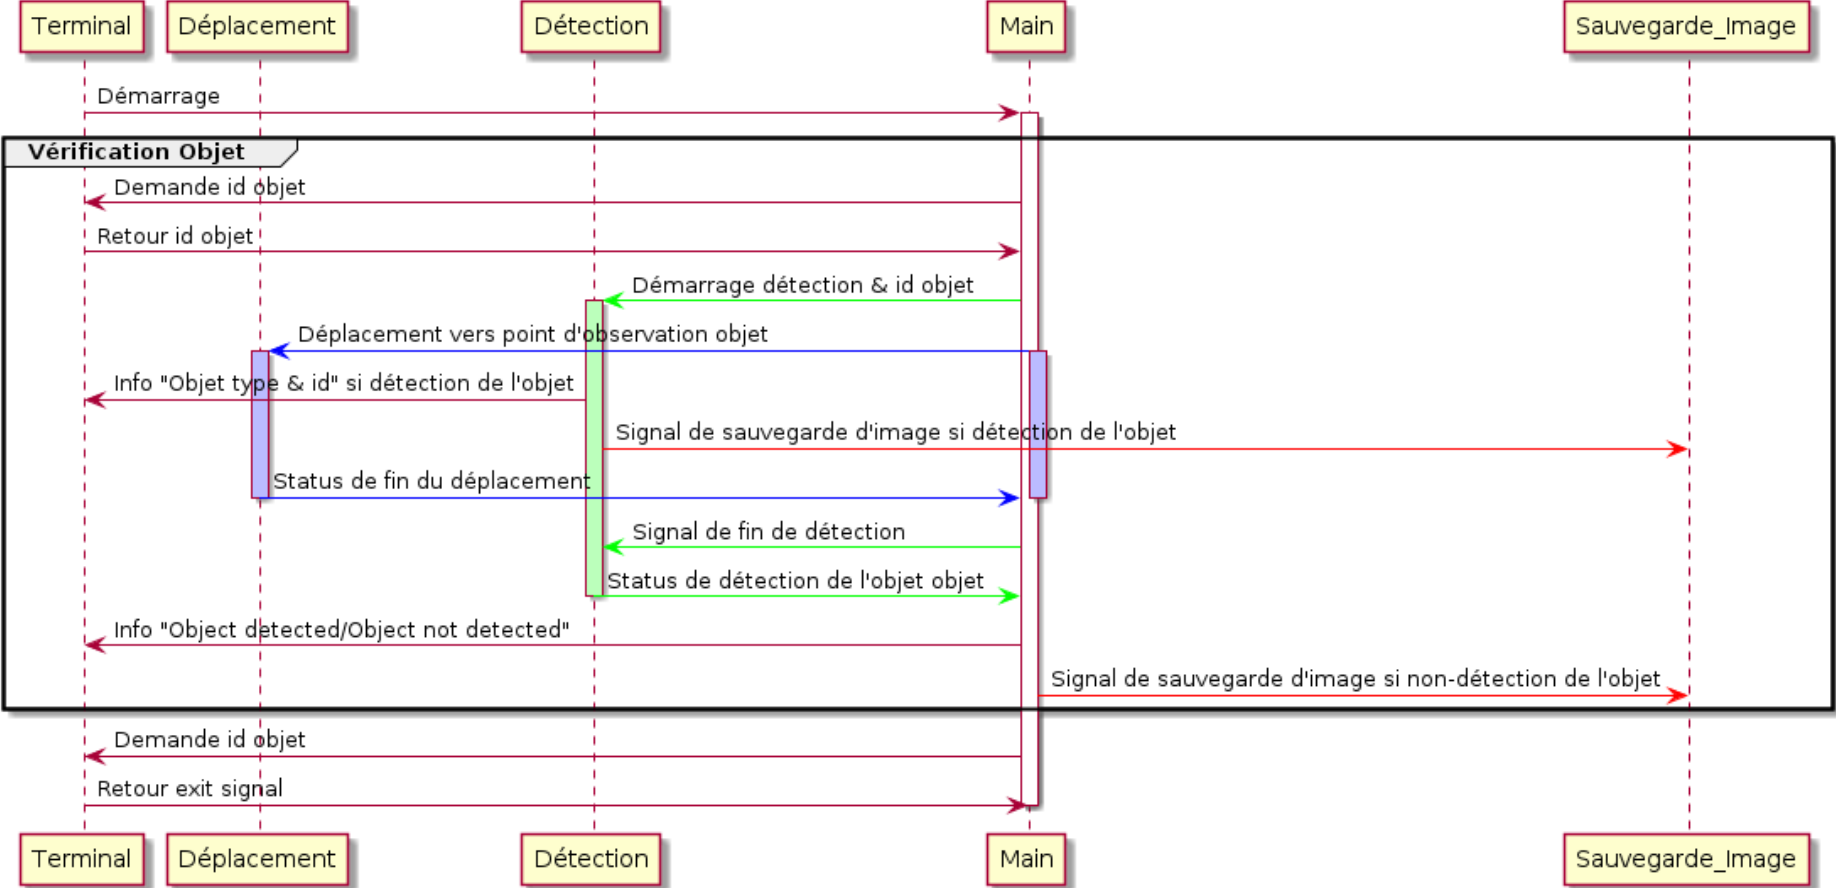 Terminal
Déplacement
Détection
Main
Sauvegarde_Image
Démarrage
Vérification Objet
Demande id objet
Retour id objet
Démarrage détection & id objet
Déplacement vers point d'observation objet
Info "Objet type & id" si détection de l'objet
Signal de sauvegarde d'image si détection de l'objet
Status de fin du déplacement
Signal de fin de détection
Status de détection de l'objet objet
Info "Object detected/Object not detected"
Signal de sauvegarde d'image si non-détection de l'objet
Demande id objet
Retour exit signal
Terminal
Déplacement
Détection
Main
Sauvegarde_Image